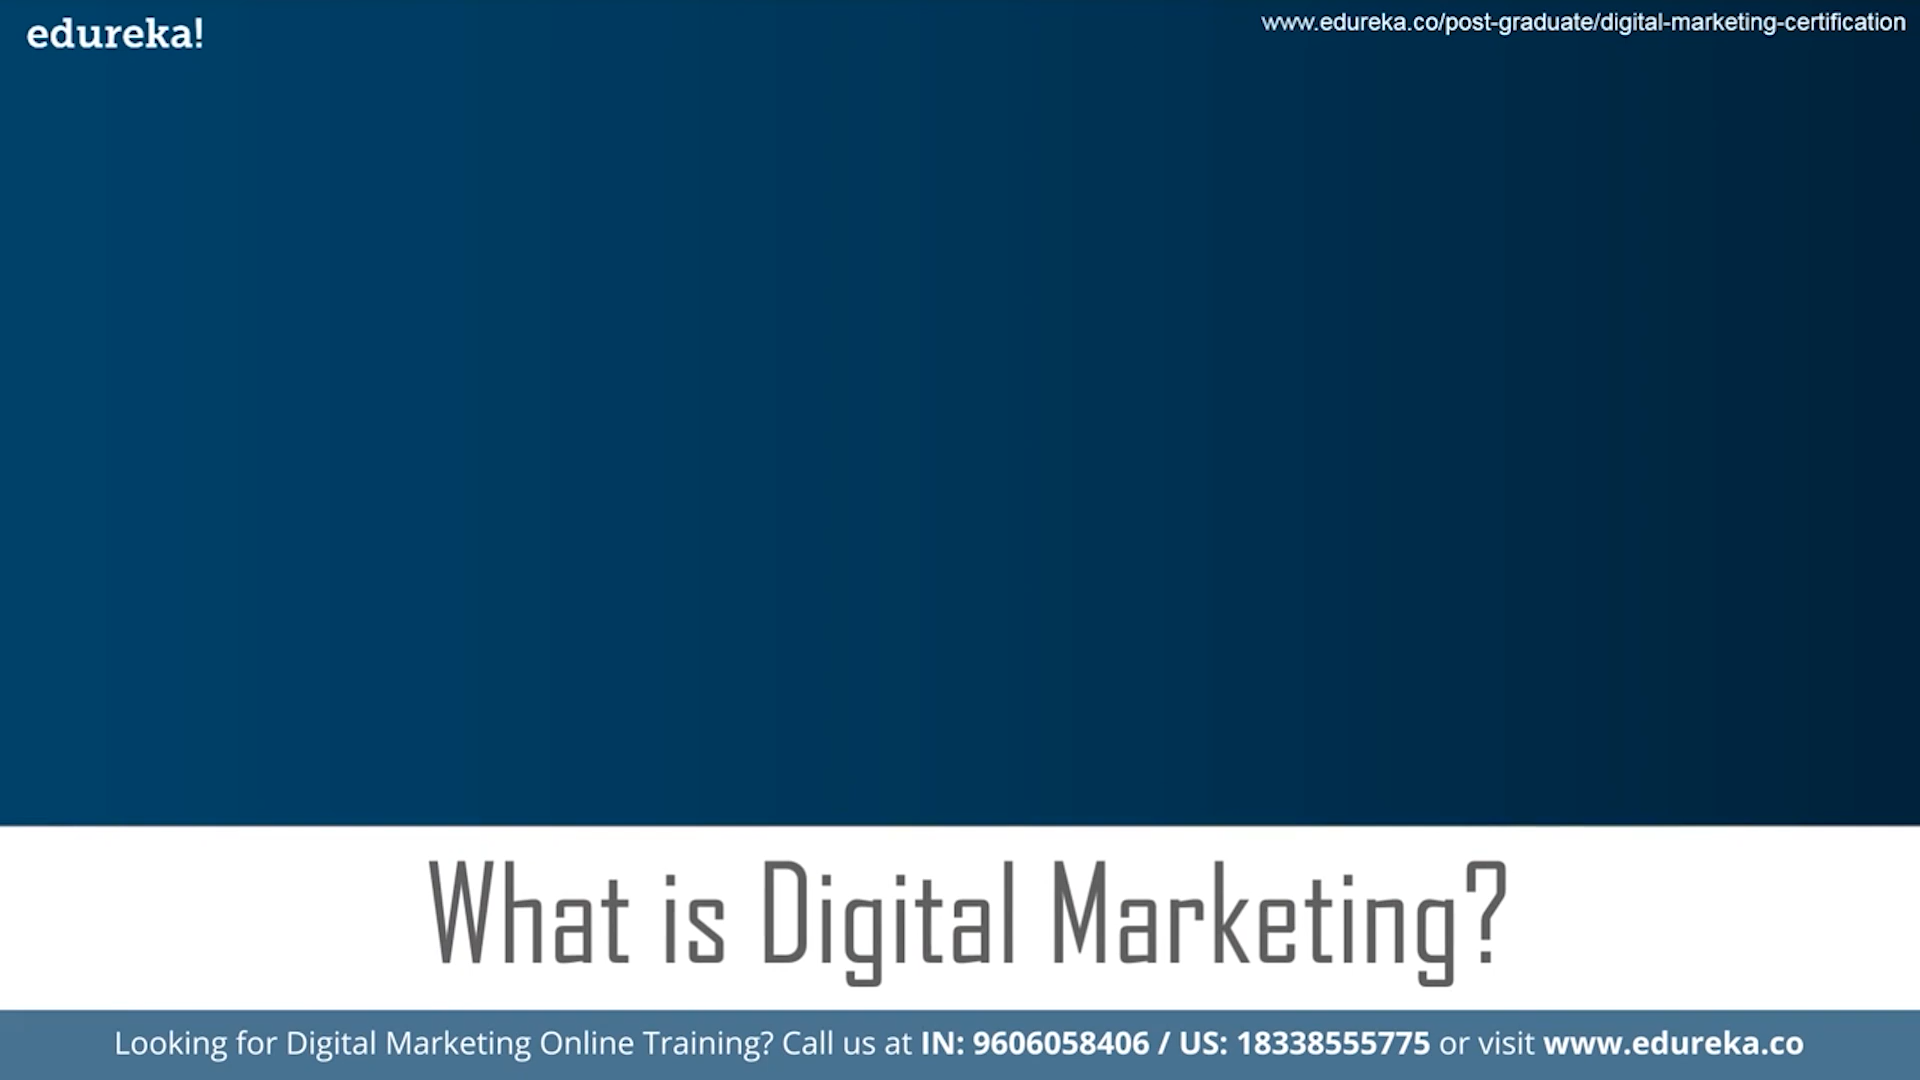 edureka!
www.edureka.co/post-graduate/digital-marketing-certification
What is Digital Marketing?
Looking for Digital Marketing Online Training? Call us at IN: 9606058406 / US: 18338555775 or visit www.edureka.co